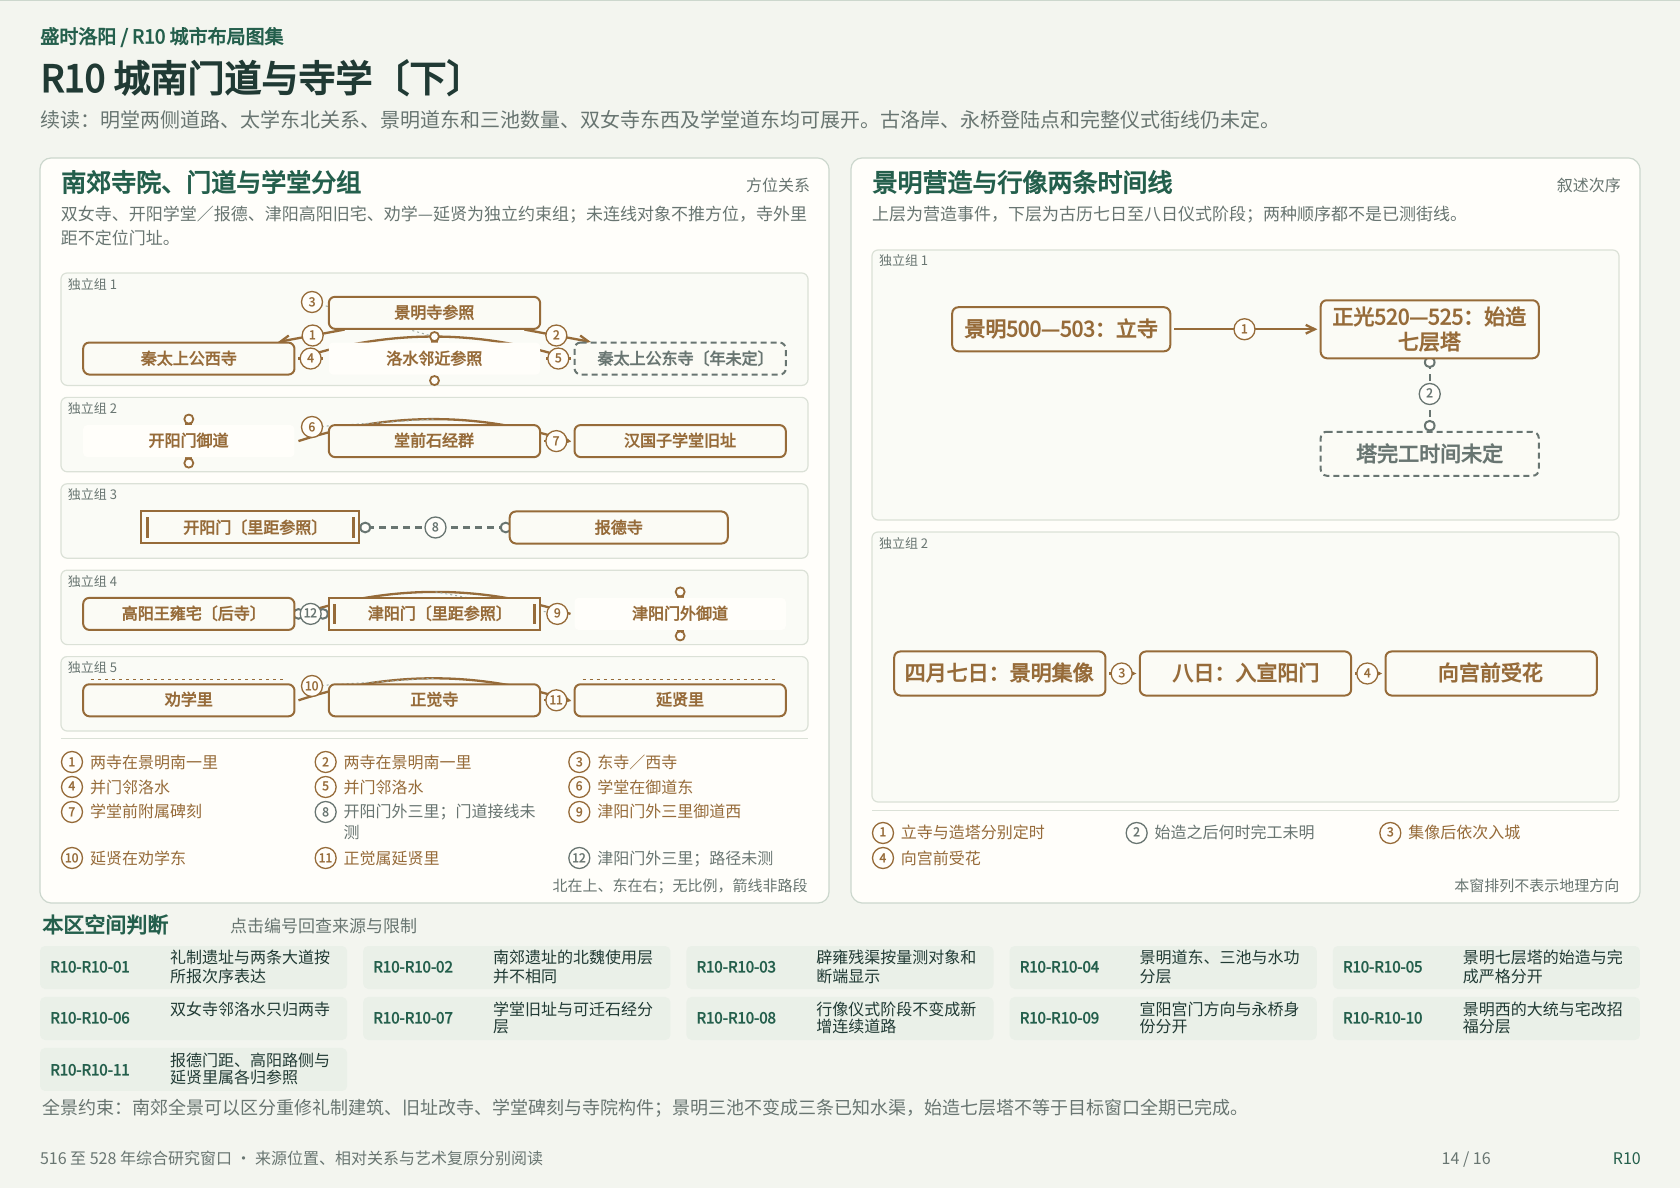 盛时洛阳 / R10 城市布局图集
R10 城南门道与寺学〔下〕
续读：明堂两侧道路、太学东北关系、景明道东和三池数量、双女寺东西及学堂道东均可展开。古洛岸、永桥登陆点和完整仪式街线仍未定。
南郊寺院、门道与学堂分组
方位关系
双女寺、开阳学堂／报德、津阳高阳旧宅、劝学—延贤为独立约束组；未连线对象不推方位，寺外里
距不定位门址。
独立组 1
3
景明寺参照
1
2
秦太上公西寺
4
洛水邻近参照
5
秦太上公东寺〔年未定〕
独立组 2
开阳门御道
6
堂前石经群
7
汉国子学堂旧址
独立组 3
开阳门〔里距参照〕
8
报德寺
独立组 4
高阳王雍宅〔后寺〕
12
津阳门〔里距参照〕
9
津阳门外御道
独立组 5
劝学里
10
正觉寺
11
延贤里
1 两寺在景明南一里
2 两寺在景明南一里
3 东寺／西寺
4 并门邻洛水
5 并门邻洛水
6 学堂在御道东
7 学堂前附属碑刻
8 开阳门外三里；门道接线未
测
9 津阳门外三里御道西
10 延贤在劝学东
11 正觉属延贤里
12 津阳门外三里；路径未测
北在上、东在右；无比例，箭线非路段
景明营造与行像两条时间线
叙述次序
上层为营造事件，下层为古历七日至八日仪式阶段；两种顺序都不是已测街线。
独立组 1
景明500—503：立寺
1
正光520—525：始造
七层塔
2
塔完工时间未定
独立组 2
四月七日：景明集像
3
八日：入宣阳门
4
向宫前受花
1 立寺与造塔分别定时
2 始造之后何时完工未明
3 集像后依次入城
4 向宫前受花
本窗排列不表示地理方向
本区空间判断
点击编号回查来源与限制
R10-R10-01
礼制遗址与两条大道按
所报次序表达
R10-R10-02
南郊遗址的北魏使用层
并不相同
R10-R10-03
辟雍残渠按量测对象和
断端显示
R10-R10-04
景明道东、三池与水功
分层
R10-R10-05
景明七层塔的始造与完
成严格分开
R10-R10-06
双女寺邻洛水只归两寺
R10-R10-07
学堂旧址与可迁石经分
层
R10-R10-08
行像仪式阶段不变成新
增连续道路
R10-R10-09
宣阳宫门方向与永桥身
份分开
R10-R10-10
景明西的大统与宅改招
福分层
R10-R10-11
报德门距、高阳路侧与
延贤里属各归参照
全景约束：南郊全景可以区分重修礼制建筑、旧址改寺、学堂碑刻与寺院构件；景明三池不变成三条已知水渠，始造七层塔不等于目标窗口全期已完成。
516 至 528 年综合研究窗口 · 来源位置、相对关系与艺术复原分别阅读
14 / 16
R10